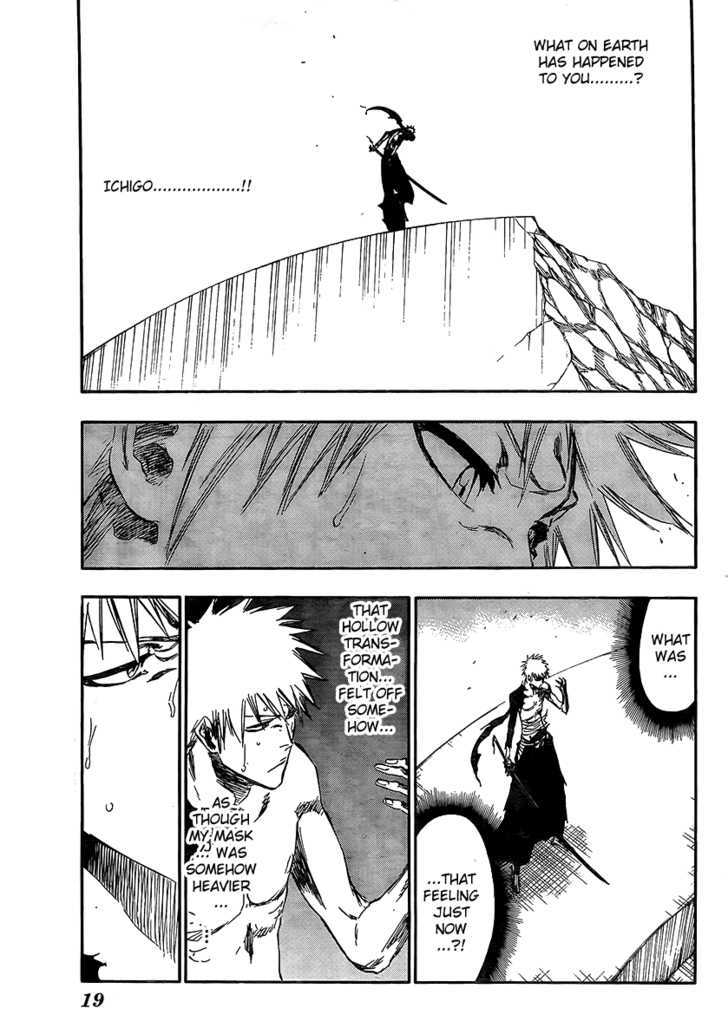 WHAT ON EARTH
HAS HAPPENED
TO YOU.........?
ICHIGO..................!!
WHAT
WAS
...
...THAT
FEELING
JUST
NOW
...?!
THAT
HOLLOW
TRANS-
FORMA-
TION...
FELT OFF
SOME-
HOW...
AS
THOUGH
MY MASK
... WAS
SOMEHOW
HEAVIER
...
19